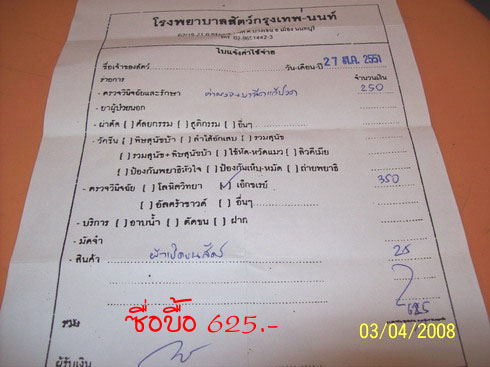 โรงพยาบาลสัตว์กรุงเทพ-นนท์
ใบแจ้งค่าใช้จ่าย
ชื่อเจ้าของสัตว์ วัน-เดือน-ปี 27 ต.ค. 2551
รายการ จำนวนเงิน
- ตรวจวินิจฉัยและรักษา 250
- ยาผู้ป่วยนอก
- ผ่าตัด [ ] ศัลยกรรม [ ] สูติกรรม [ ] อื่นๆ
- วัคซีน [ ] พิษสุนัขบ้า [ ] ลำไส้อักเสบ [ ] รวมสุนัข
[ ] รวมสุนัข+พิษสุนัขบ้า [ ] ไข้หัด-หวัดแมว [ ] ลิวคีเมีย
[ ] ป้องกันพยาธิหัวใจ [ ] ป้องกันเห็บ-หมัด [ ] ถ่ายพยาธิ
- ตรวจวินิจฉัย [ ] โลหิตวิทยา [/] เอ็กซเรย์ 350
[ ] อัลตร้าซาวด์ [ ] อื่นๆ
- บริการ [ ] อาบน้ำ [ ] ตัดขน [ ] ฝาก
- มัดจำ
- สินค้า ผ้าเช็ดขนสัตว์ 25
รวม ซื่อบื้อ 625.- 625
ผู้รับเงิน
03/04/2008